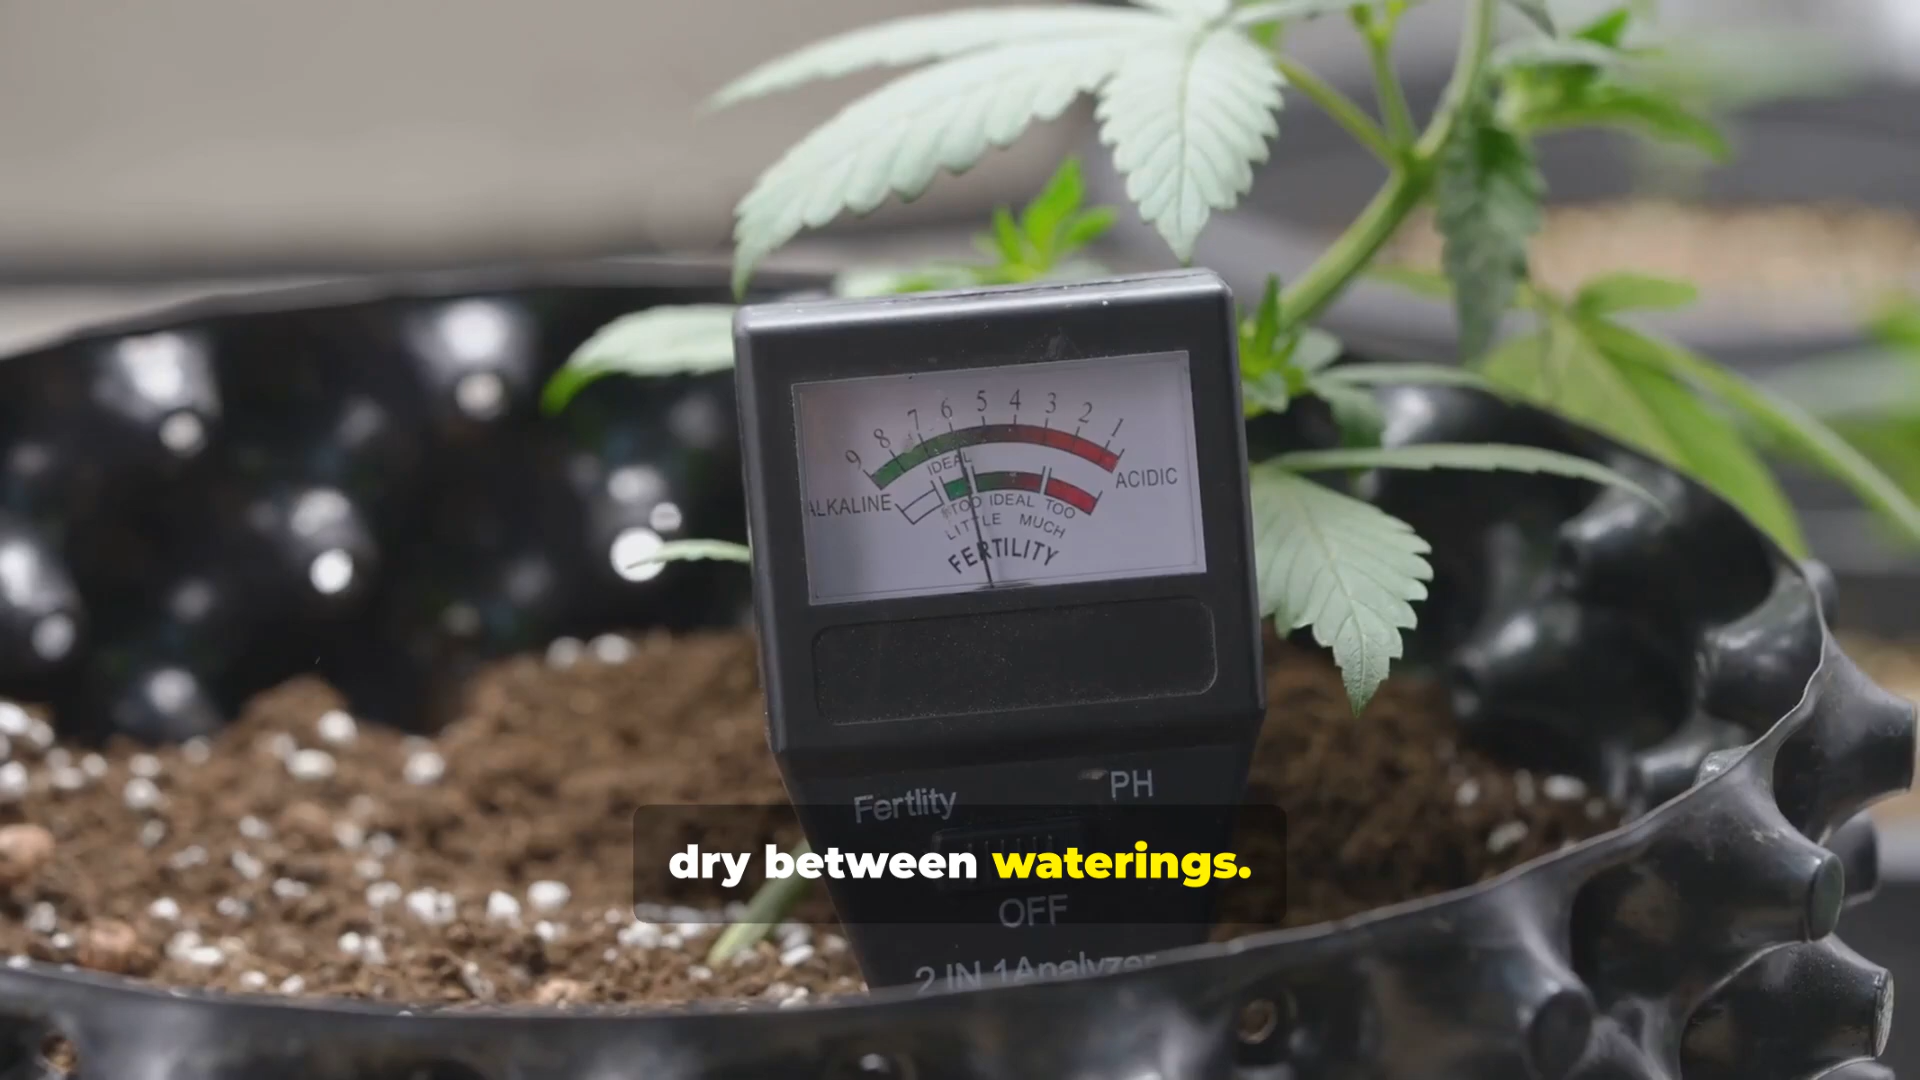 9 8 7 6 5 4 3 2 1
IDEAL
ALKALINE
ACIDIC
TOO IDEAL TOO
LITTLE MUCH
FERTILITY
Fertlity PH
dry between waterings.
OFF
2 IN 1Analyzer